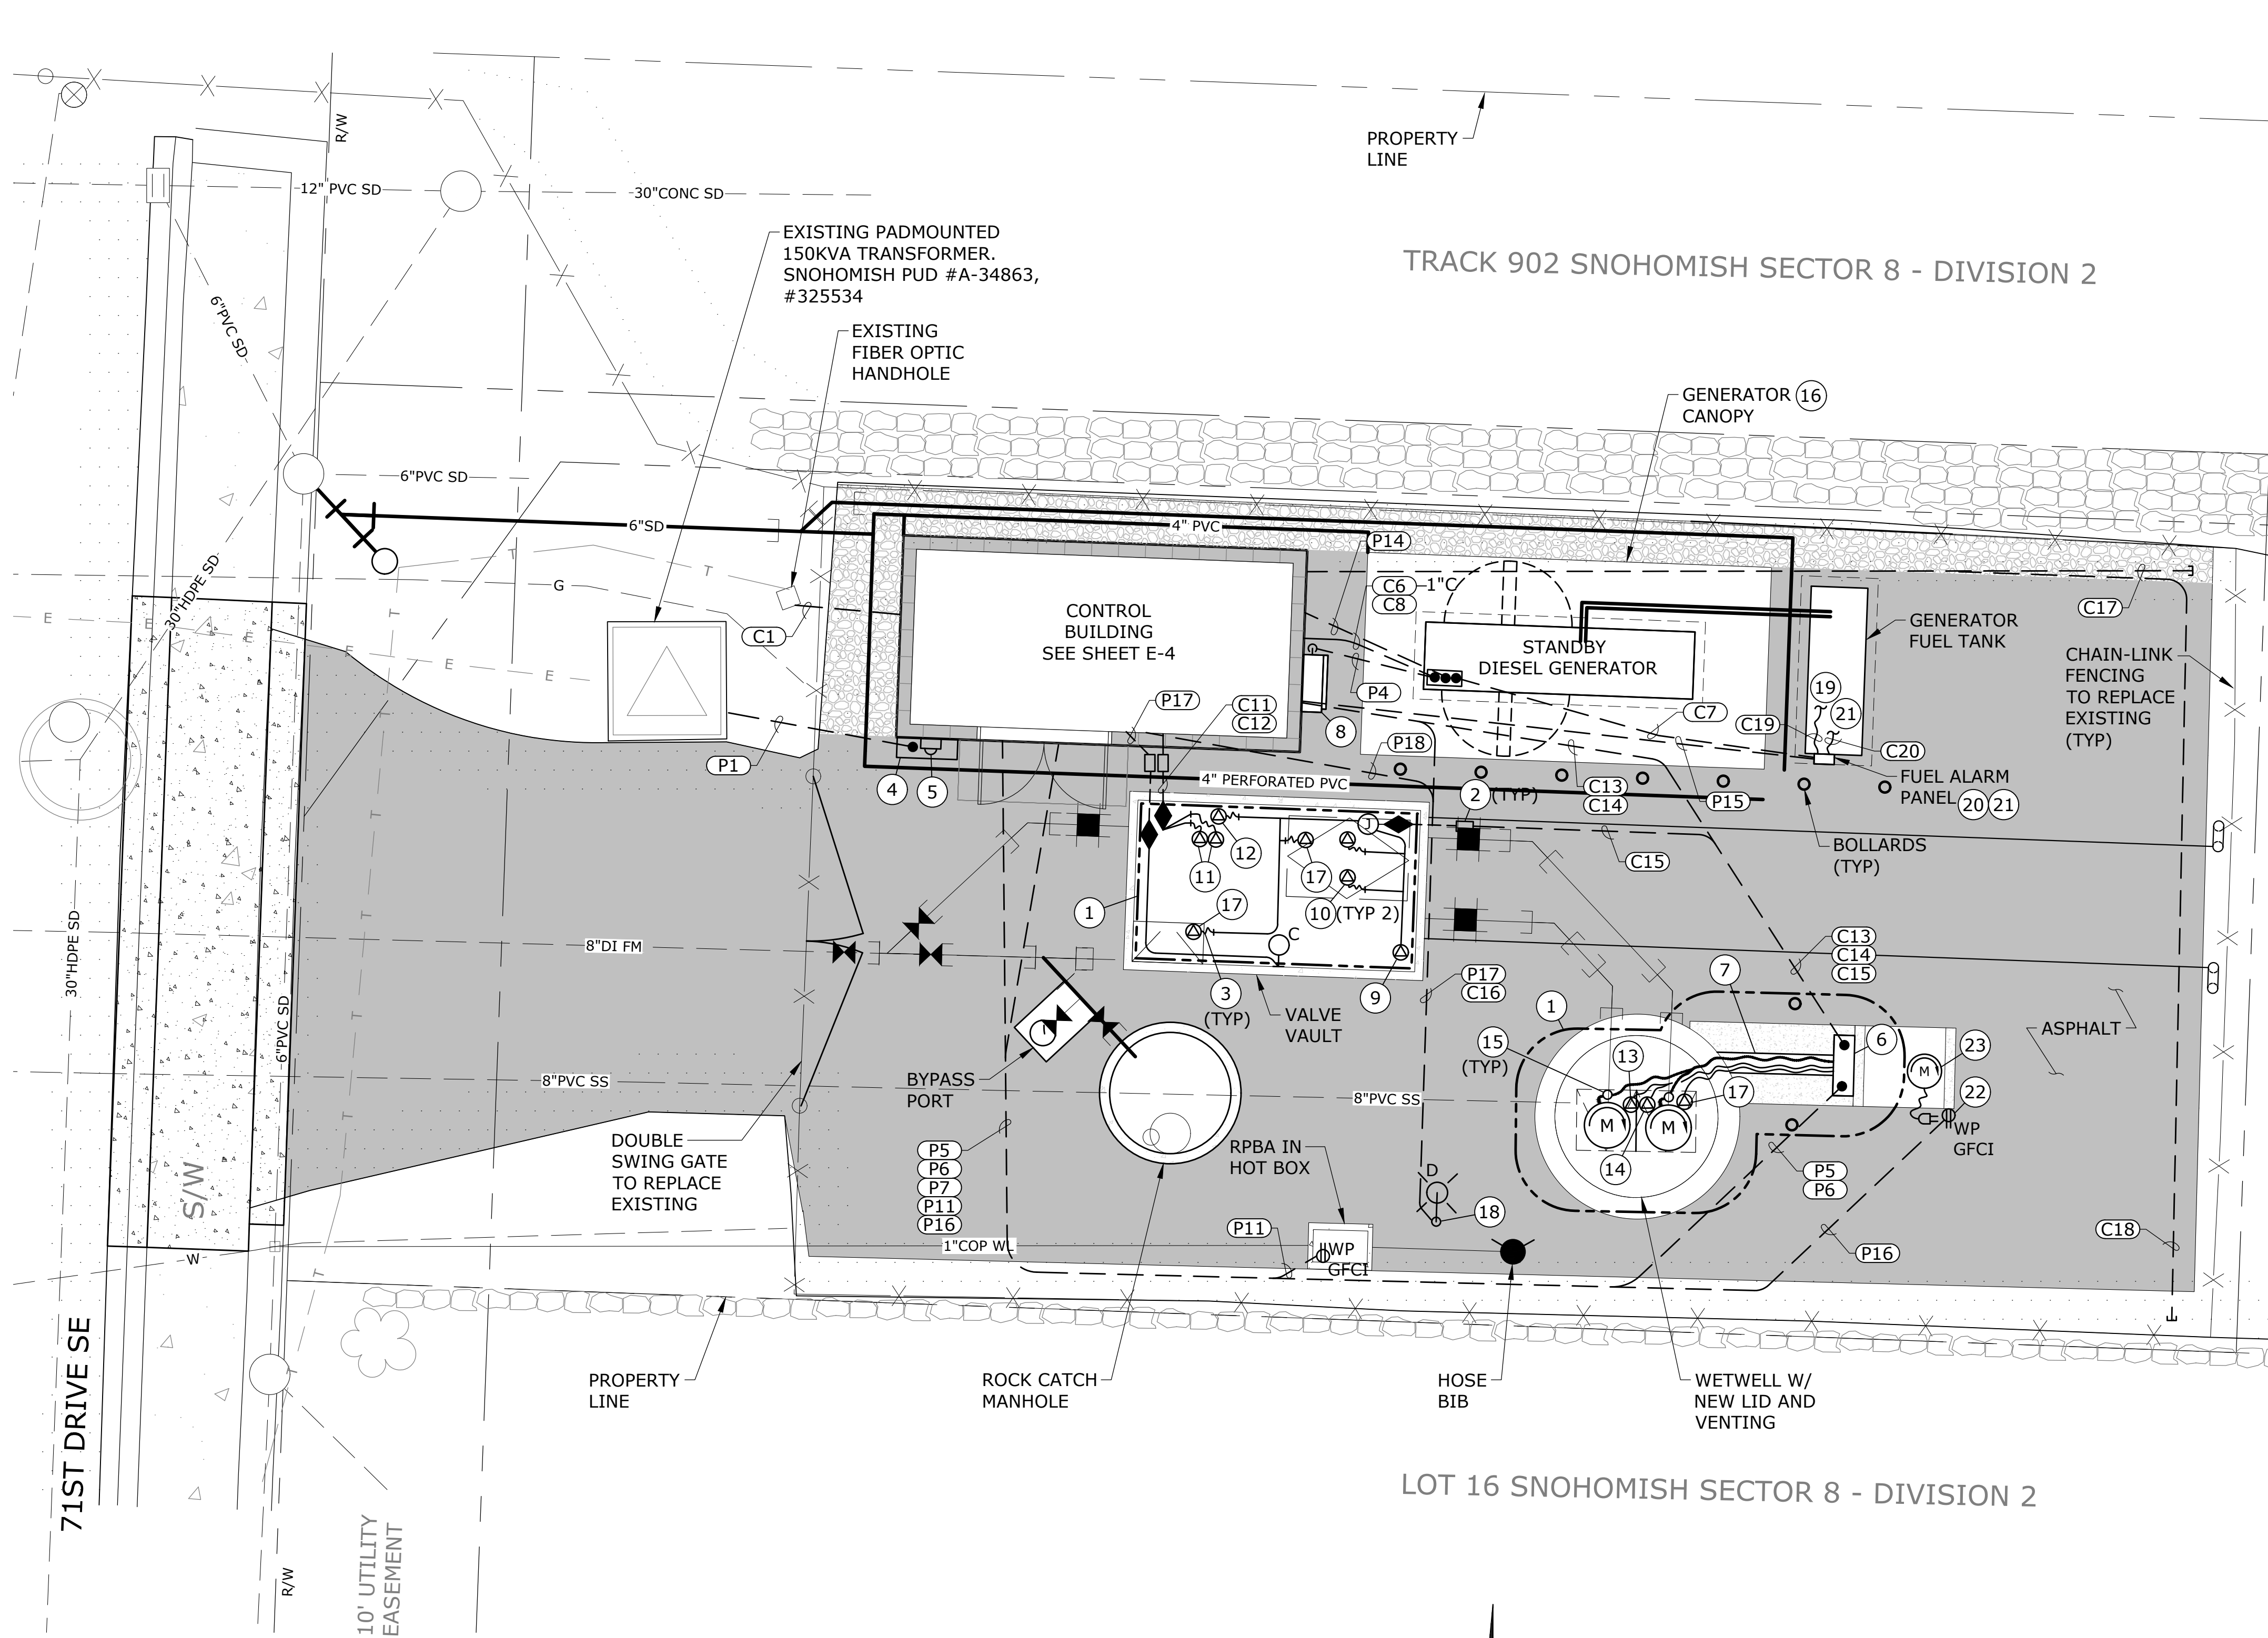 R/W
PROPERTY
LINE
12" PVC SD
30"CONC SD
EXISTING PADMOUNTED
150KVA TRANSFORMER.
SNOHOMISH PUD #A-34863,
#325534
TRACK 902 SNOHOMISH SECTOR 8 - DIVISION 2
6"PVC SD
EXISTING
FIBER OPTIC
HANDHOLE
GENERATOR 16
CANOPY
6"PVC SD
6"SD
4" PVC
P14
T
T
G
C6 1"C
C8
30"HDPE SD
C17
C1
CONTROL
BUILDING
SEE SHEET E-4
STANDBY
DIESEL GENERATOR
GENERATOR
FUEL TANK
E
E
E
E
E
E
T
CHAIN-LINK
FENCING
TO REPLACE
EXISTING
(TYP)
P4
19
21
P17
C11
C12
C7
C19
C20
8
P18
P1
T
4
5
4" PERFORATED PVC
C13
C14
2 (TYP)
P15
FUEL ALARM
PANEL 20 21
J
12
BOLLARDS
(TYP)
C15
11
17
T
1
17
10 (TYP 2)
30"HDPE SD
8"DI FM
C
C13
C14
C15
3
(TYP)
9
P17
C16
7
T
VALVE
VAULT
1
ASPHALT
6"PVC SD
15
(TYP)
13
6
23
M
BYPASS
PORT
8"PVC SS
8"PVC SS
17
22
T
M
M
WP
GFCI
DOUBLE
SWING GATE
TO REPLACE
EXISTING
P5
P6
P7
P11
P16
RPBA IN
HOT BOX
D
14
P5
P6
S/W
18
P11
P16
C18
W
1"COP WL
WP
GFCI
T
PROPERTY
LINE
ROCK CATCH
MANHOLE
HOSE
BIB
WETWELL W/
NEW LID AND
VENTING
T
71ST DRIVE SE
LOT 16 SNOHOMISH SECTOR 8 - DIVISION 2
R/W
10' UTILITY
EASEMENT